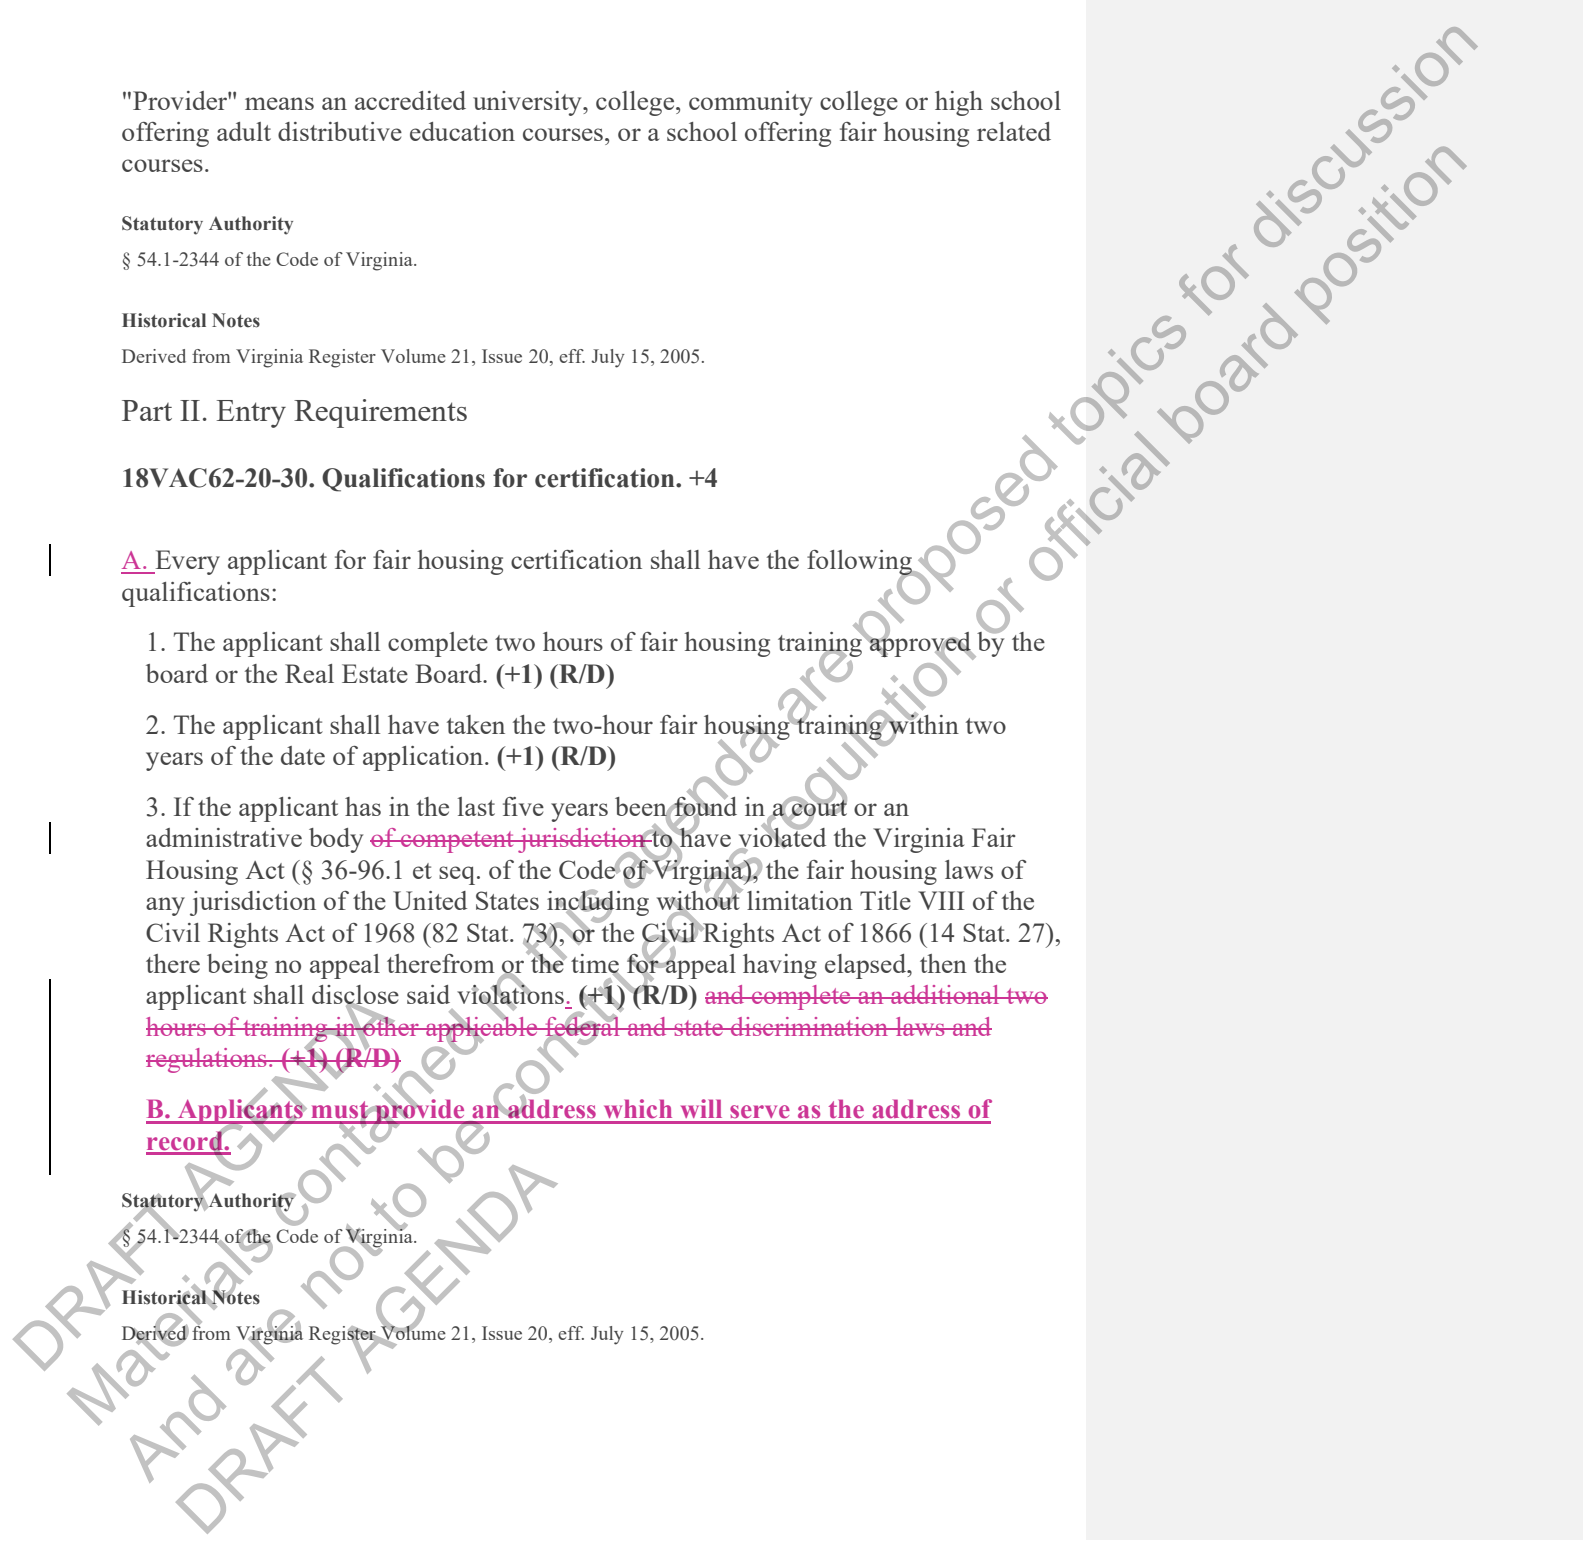 "Provider" means an accredited university, college, community college or high school
offering adult distributive education courses, or a school offering fair housing related
courses.
Statutory Authority
§ 54.1-2344 of the Code of Virginia.
Historical Notes
Derived from Virginia Register Volume 21, Issue 20, eff. July 15, 2005.
Part II. Entry Requirements
18VAC62-20-30. Qualifications for certification. +4
A. Every applicant for fair housing certification shall have the following
qualifications:
1. The applicant shall complete two hours of fair housing training approved by the
board or the Real Estate Board. (+1) (R/D)
2. The applicant shall have taken the two-hour fair housing training within two
years of the date of application. (+1) (R/D)
3. If the applicant has in the last five years been found in a court or an
administrative body of competent jurisdiction to have violated the Virginia Fair
Housing Act (§ 36-96.1 et seq. of the Code of Virginia), the fair housing laws of
any jurisdiction of the United States including without limitation Title VIII of the
Civil Rights Act of 1968 (82 Stat. 73), or the Civil Rights Act of 1866 (14 Stat. 27),
there being no appeal therefrom or the time for appeal having elapsed, then the
applicant shall disclose said violations. (+1) (R/D) and complete an additional two
hours of training in other applicable federal and state discrimination laws and
regulations. (+1) (R/D)
B. Applicants must provide an address which will serve as the address of
record.
Statutory Authority
§ 54.1-2344 of the Code of Virginia.
Historical Notes
Derived from Virginia Register Volume 21, Issue 20, eff. July 15, 2005.
DRAFT AGENDA
Materials contained in this agenda are proposed topics for discussion
And are not to be construed as regulation or official board position
DRAFT AGENDA